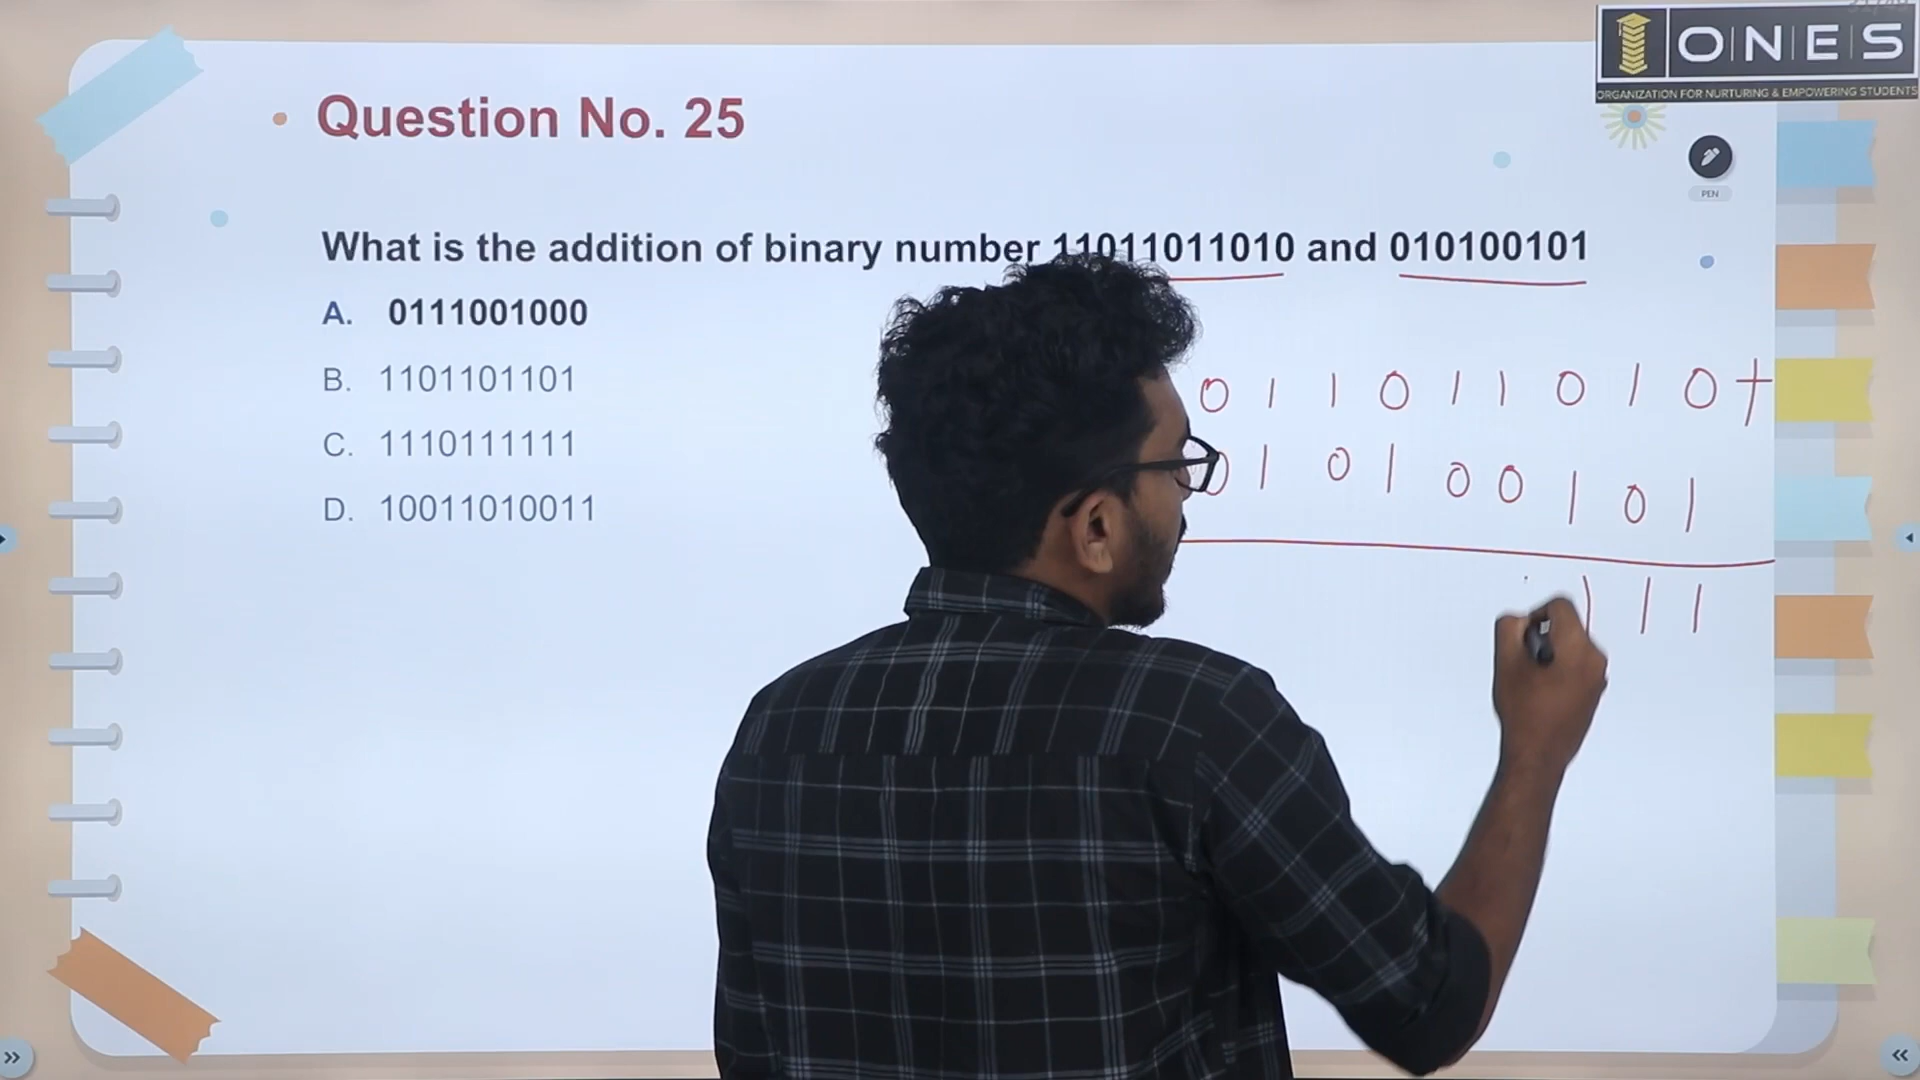 31/49
O|N|E|S
ORGANIZATION FOR NURTURING & EMPOWERING STUDENTS
Question No. 25
PEN
What is the addition of binary number 11011011010 and 010100101
A. 0111001000
B. 1101101101
C. 1110111111
D. 10011010011
0 1 1 0 1 1 0 1 0 +
0 1 0 1 0 0 1 0 1
1 1 1